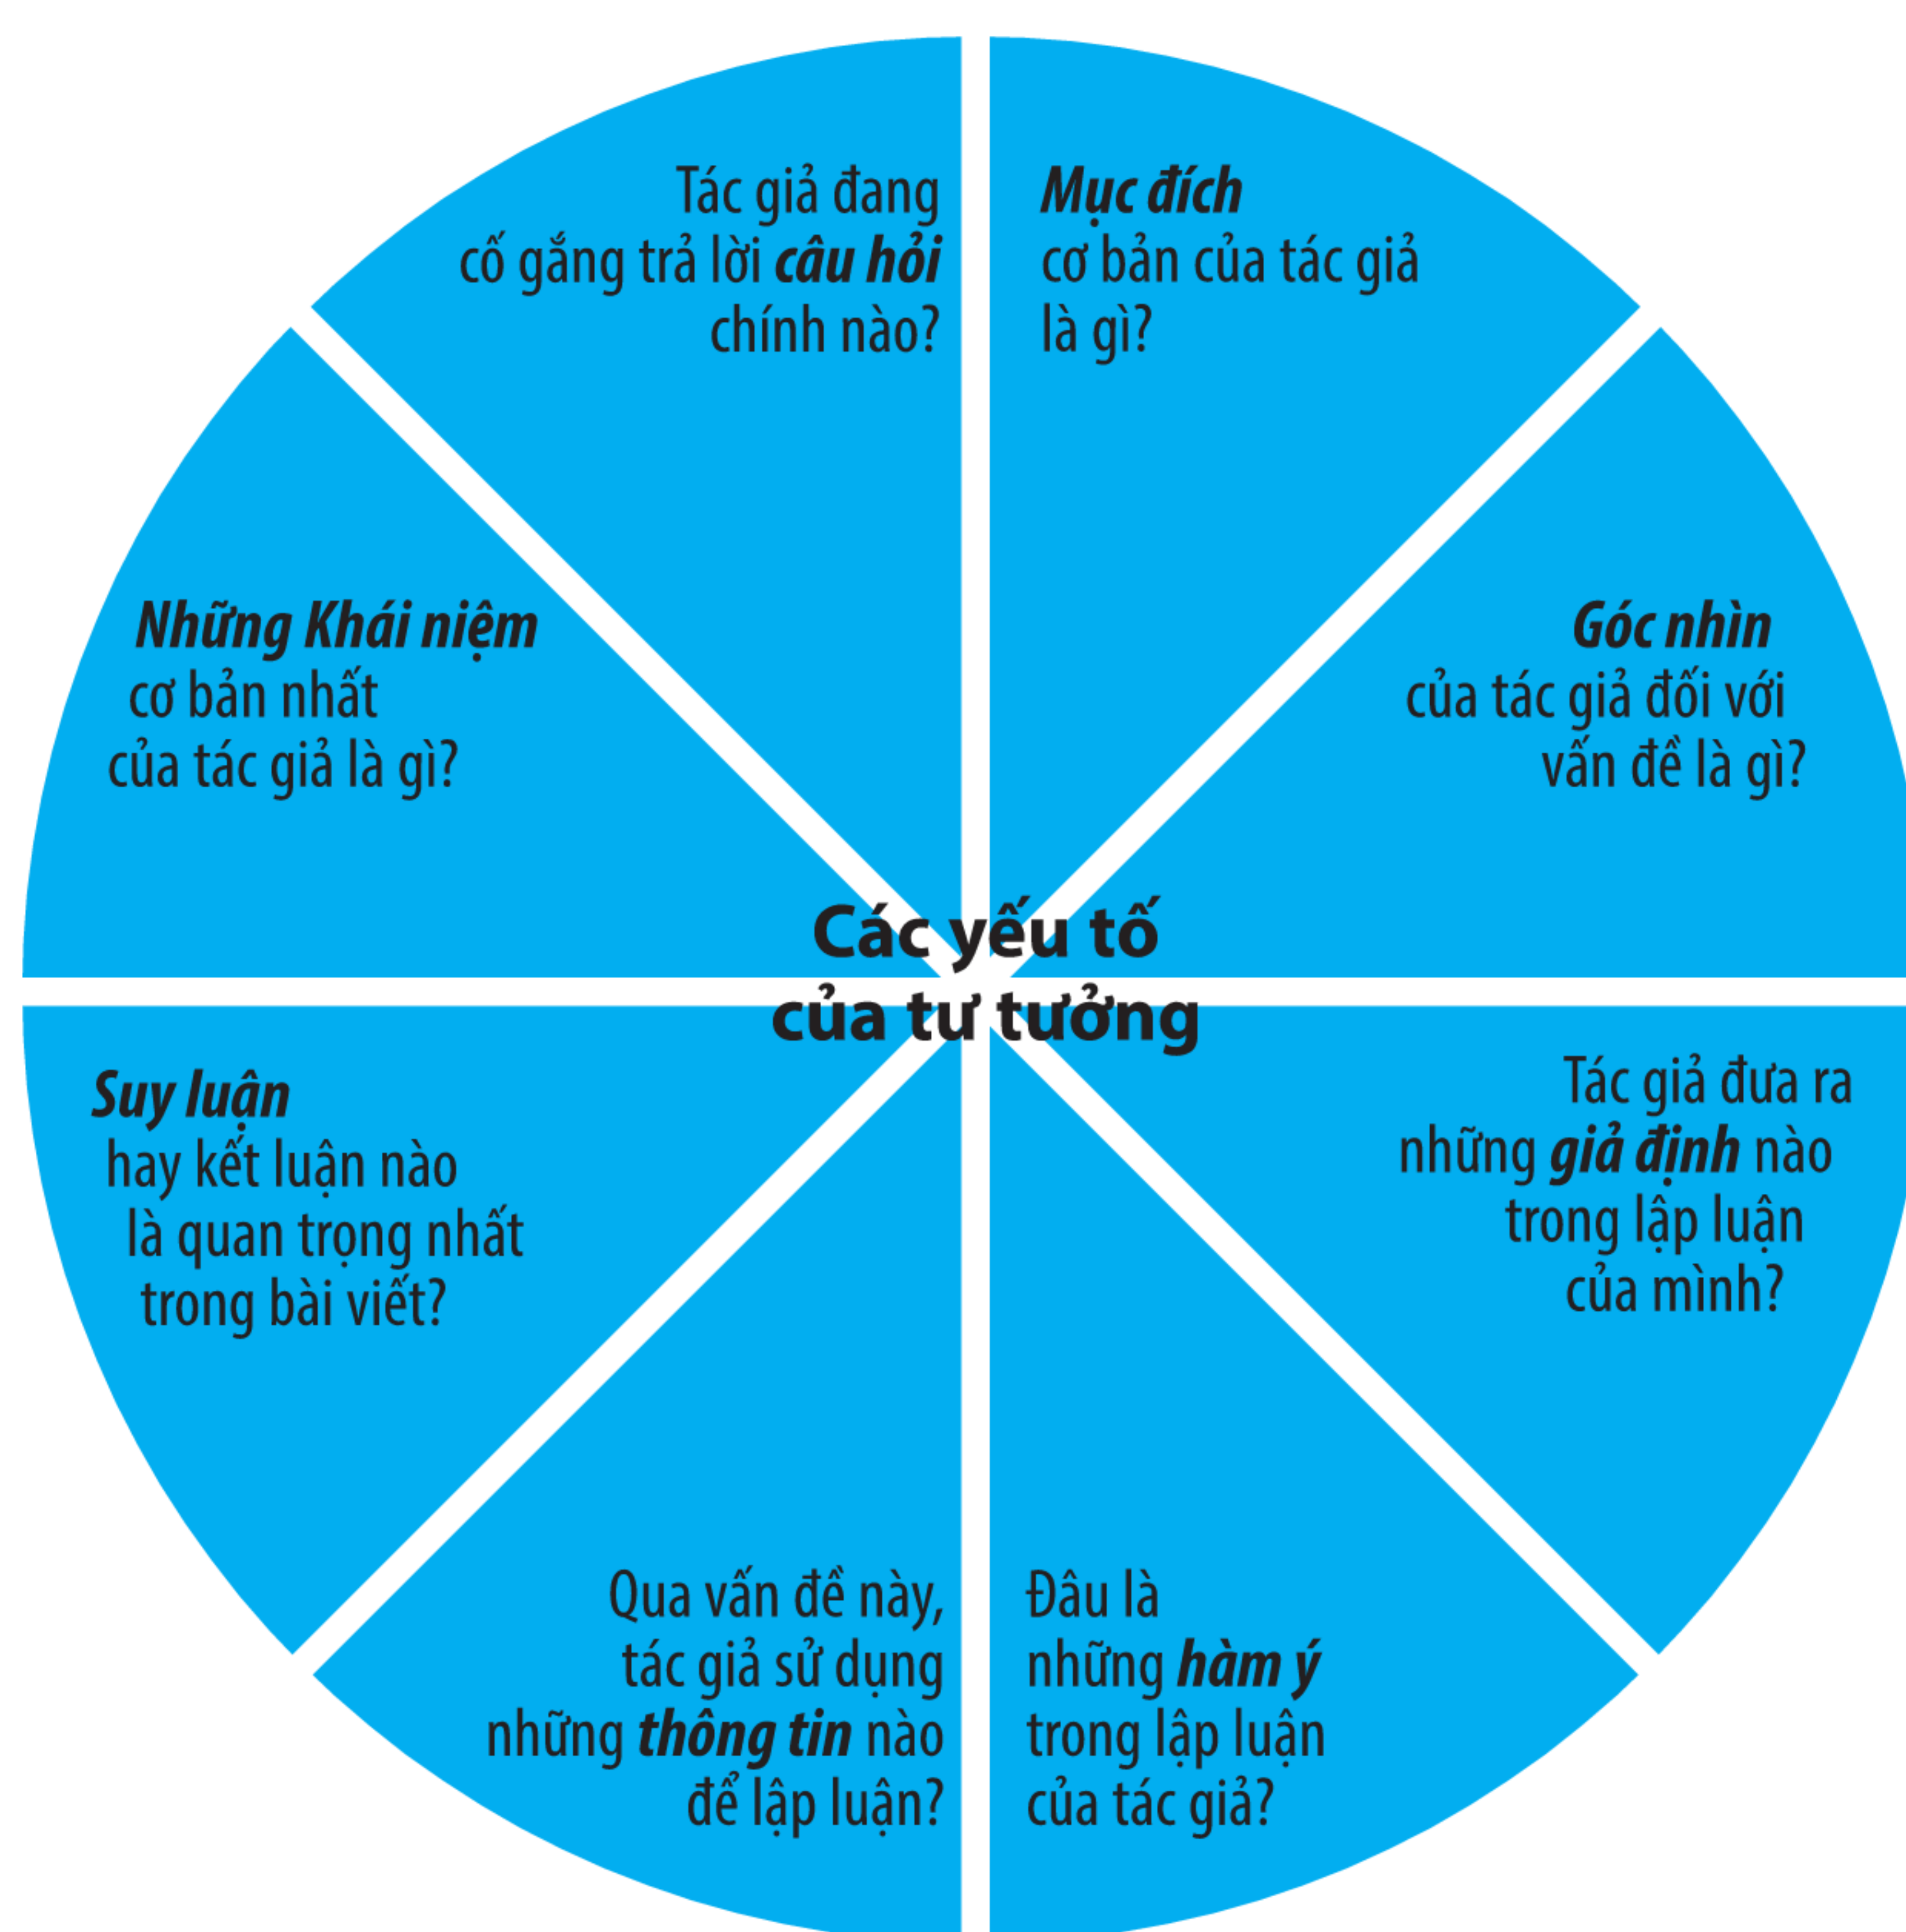 Tác giả đang
cố gắng trả lời câu hỏi
chính nào?
Mục đích
cơ bản của tác giả
là gì?
Những Khái niệm
cơ bản nhất
của tác giả là gì?
Góc nhìn
của tác giả đối với
vấn đề là gì?
Các yếu tố
của tư tưởng
Suy luận
hay kết luận nào
là quan trọng nhất
trong bài viết?
Tác giả đưa ra
những giả định nào
trong lập luận
của mình?
Qua vấn đề này,
tác giả sử dụng
những thông tin nào
để lập luận?
Đâu là
những hàm ý
trong lập luận
của tác giả?